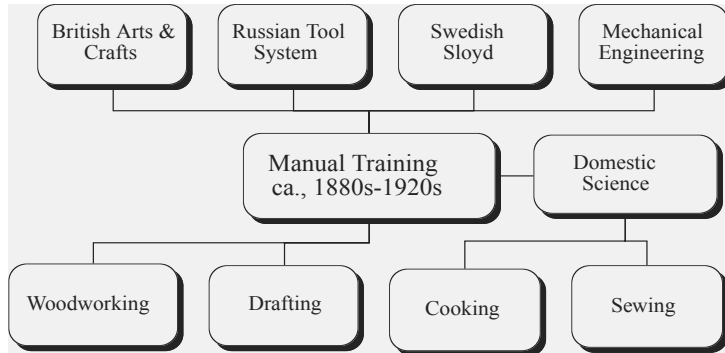 British Arts &
Crafts
Russian Tool
System
Swedish
Sloyd
Mechanical
Engineering
Manual Training
ca., 1880s-1920s
Domestic
Science
Woodworking
Drafting
Cooking
Sewing